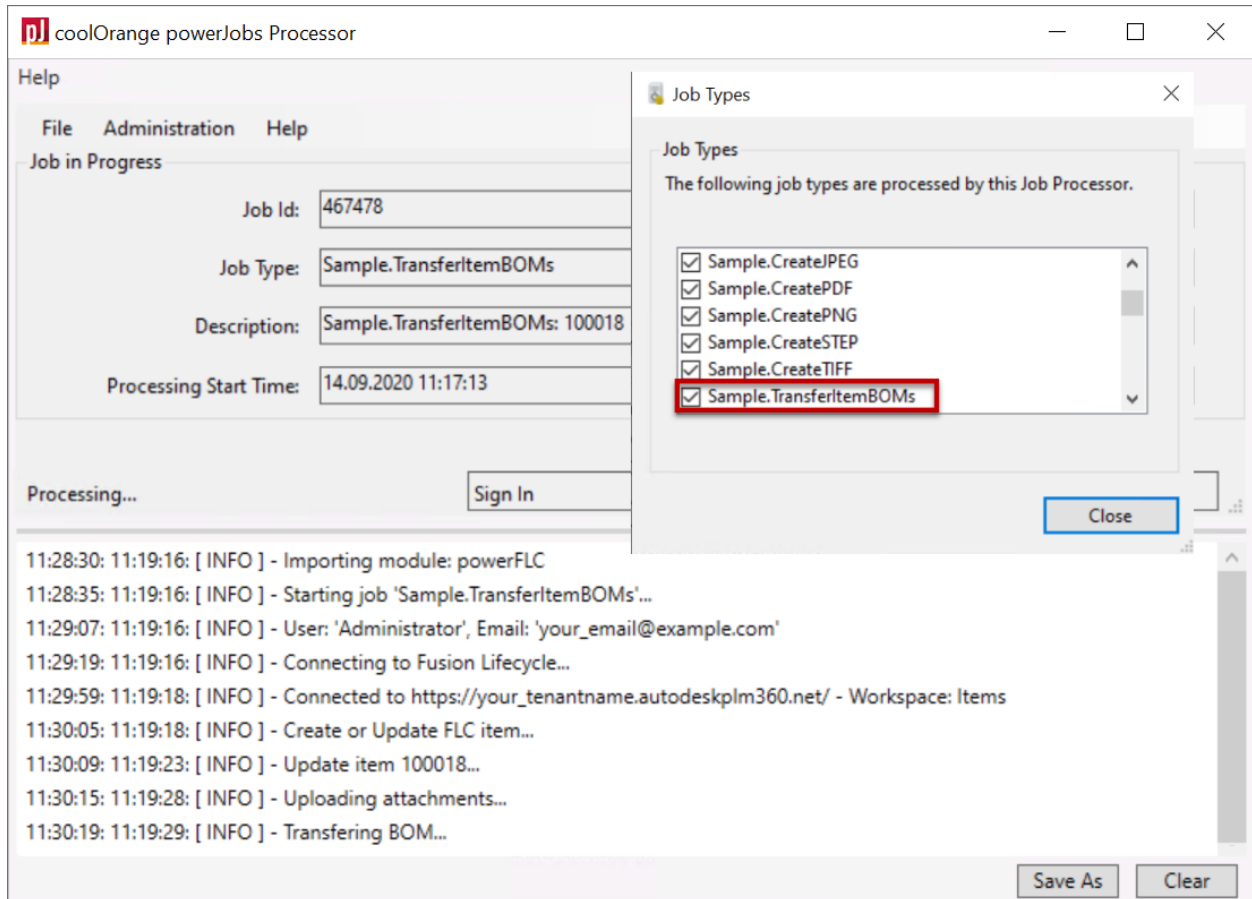 pJ coolOrange powerJobs Processor
Help
File Administration Help
Job in Progress
Job Id: 467478
Job Type: Sample.TransferItemBOMs
Description: Sample.TransferItemBOMs: 100018
Processing Start Time: 14.09.2020 11:17:13
Processing... Sign In
Job Types
Job Types
The following job types are processed by this Job Processor.
Sample.CreateJPEG
Sample.CreatePDF
Sample.CreatePNG
Sample.CreateSTEP
Sample.CreateTIFF
Sample.TransferItemBOMs
Close
11:28:30: 11:19:16: [ INFO ] - Importing module: powerFLC
11:28:35: 11:19:16: [ INFO ] - Starting job 'Sample.TransferItemBOMs'...
11:29:07: 11:19:16: [ INFO ] - User: 'Administrator', Email: 'your_email@example.com'
11:29:19: 11:19:16: [ INFO ] - Connecting to Fusion Lifecycle...
11:29:59: 11:19:18: [ INFO ] - Connected to https://your_tenantname.autodeskplm360.net/ - Workspace: Items
11:30:05: 11:19:18: [ INFO ] - Create or Update FLC item...
11:30:09: 11:19:23: [ INFO ] - Update item 100018...
11:30:15: 11:19:28: [ INFO ] - Uploading attachments...
11:30:19: 11:19:29: [ INFO ] - Transfering BOM...
Save As Clear